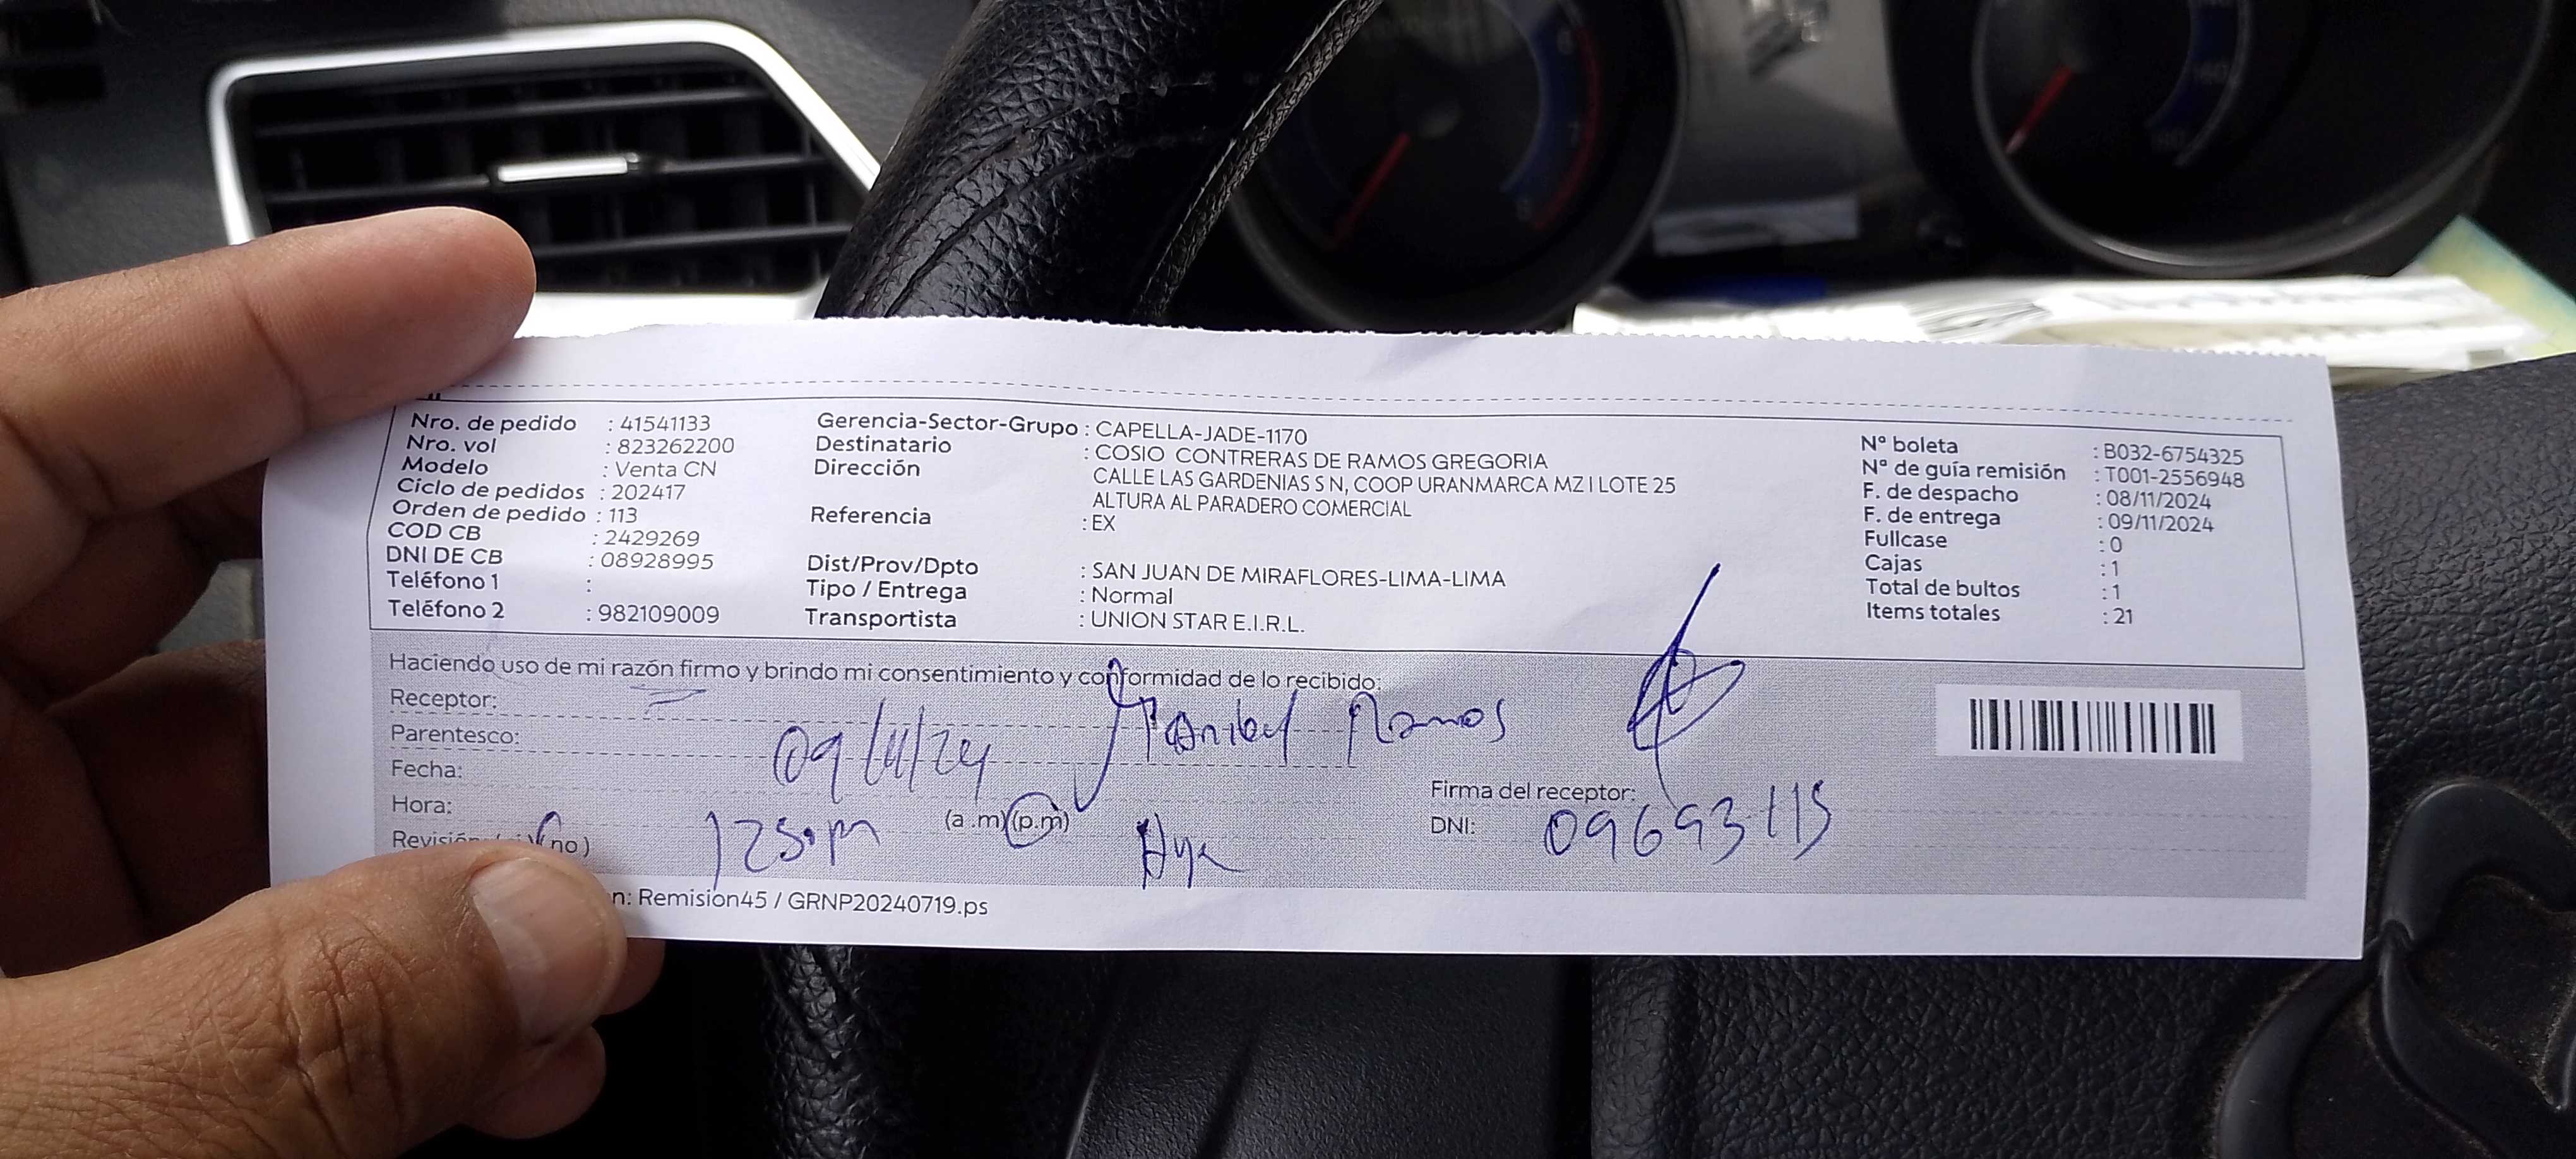 Nro. de pedido : 41541133
Nro. vol : 823262200
Modelo : Venta CN
Ciclo de pedidos : 202417
Orden de pedido : 113
COD CB : 2429269
DNI DE CB : 08928995
Teléfono 1 :
Teléfono 2 : 982109009
Gerencia-Sector-Grupo : CAPELLA-JADE-1170
Destinatario : COSIO CONTRERAS DE RAMOS GREGORIA
Dirección CALLE LAS GARDENIAS S N, COOP URANMARCA MZ I LOTE 25
ALTURA AL PARADERO COMERCIAL
Referencia : EX
Dist/Prov/Dpto : SAN JUAN DE MIRAFLORES-LIMA-LIMA
Tipo / Entrega : Normal
Transportista : UNION STAR E.I.R.L.
N° boleta : B032-6754325
N° de guía remisión : T001-2556948
F. de despacho : 08/11/2024
F. de entrega : 09/11/2024
Fullcase : 0
Cajas : 1
Total de bultos : 1
Items totales : 21
Haciendo uso de mi razón firmo y brindo mi consentimiento y conformidad de lo recibido:
Receptor: Ramos
Parentesco:
Fecha: 09/11/24
Hora: (a .m)(p.m)
Revisión no )
Firma del receptor:
DNI: 09693115
n: Remision45 / GRNP20240719.ps